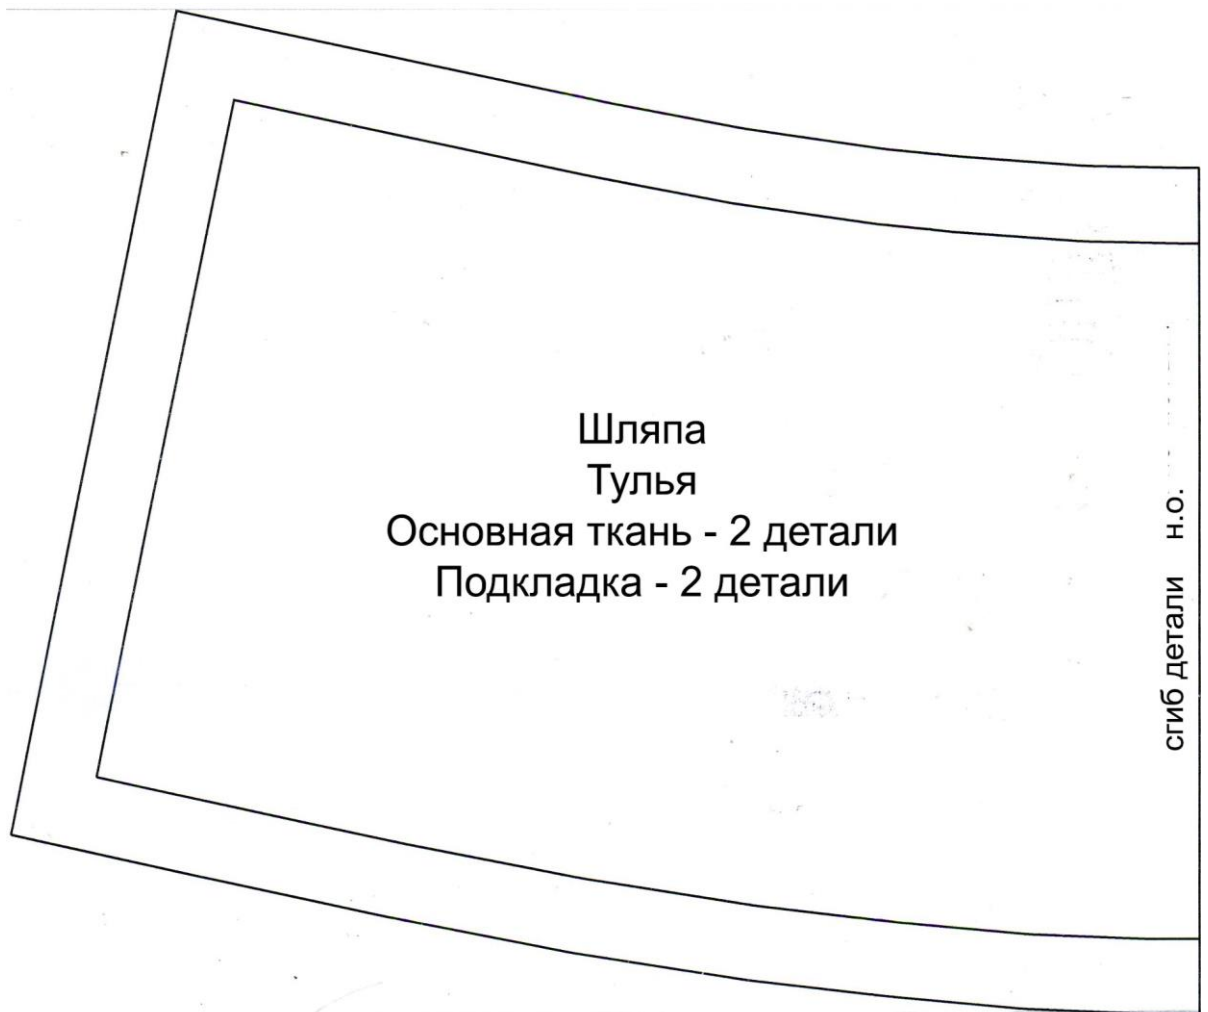 Шляпа
Тулья
Основная ткань - 2 детали
Подкладка - 2 детали
сгиб детали н.о.